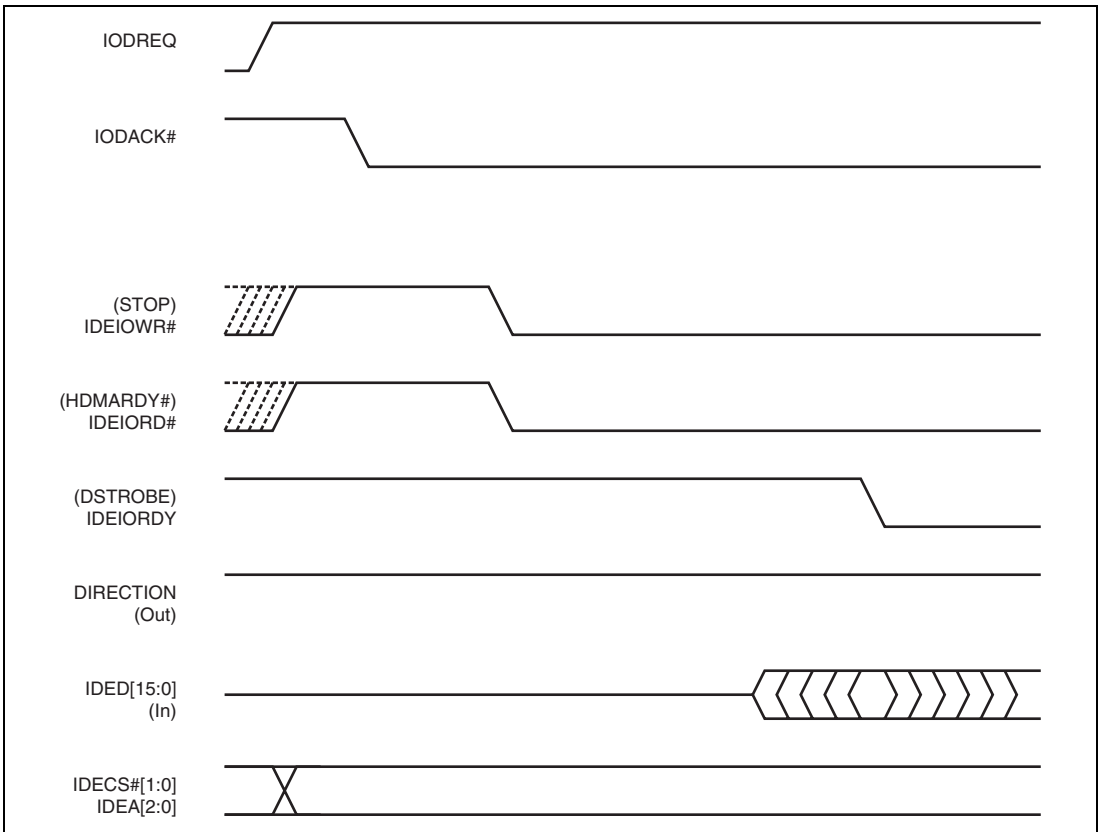 IODREQ
IODACK#
(STOP)
IDEIOWR#
(HDMARDY#)
IDEIORD#
(DSTROBE)
IDEIORDY
DIRECTION
(Out)
IDED[15:0]
(In)
IDECS#[1:0]
IDEA[2:0]